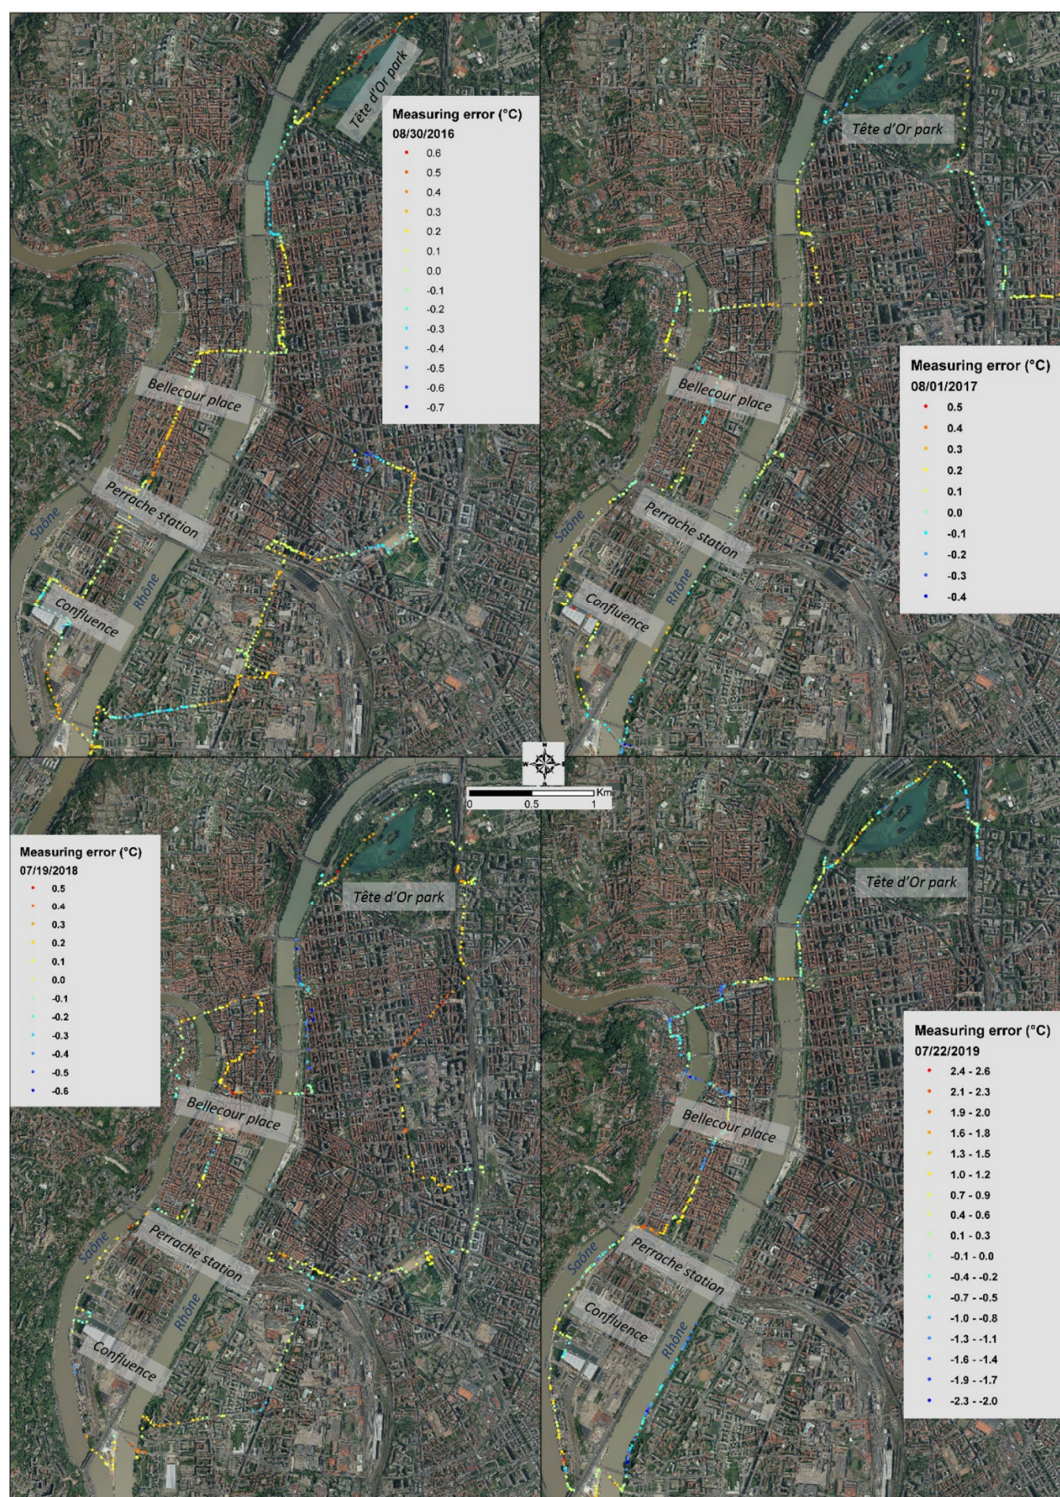 Tête d'Or park
Measuring error (°C)
08/30/2016
0.6
0.5
0.4
0.3
0.2
0.1
0.0
-0.1
-0.2
-0.3
-0.4
-0.5
-0.6
-0.7
Bellecour place
Perrache station
Saône
Rhône
Confluence
Tête d'Or park
Measuring error (°C)
08/01/2017
0.5
0.4
0.3
0.2
0.1
0.0
-0.1
-0.2
-0.3
-0.4
Bellecour place
Perrache station
Saône
Rhône
Confluence
N
W E
S
0 0.5 1 Km
Measuring error (°C)
07/19/2018
0.5
0.4
0.3
0.2
0.1
0.0
-0.1
-0.2
-0.3
-0.4
-0.5
-0.6
Tête d'Or park
Bellecour place
Perrache station
Saône
Rhône
Confluence
Tête d'Or park
Measuring error (°C)
07/22/2019
2.4 - 2.6
2.1 - 2.3
1.9 - 2.0
1.6 - 1.8
1.3 - 1.5
1.0 - 1.2
0.7 - 0.9
0.4 - 0.6
0.1 - 0.3
-0.1 - 0.0
-0.4 - -0.2
-0.7 - -0.5
-1.0 - -0.8
-1.3 - -1.1
-1.6 - -1.4
-1.9 - -1.7
-2.3 - -2.0
Bellecour place
Perrache station
Saône
Rhône
Confluence